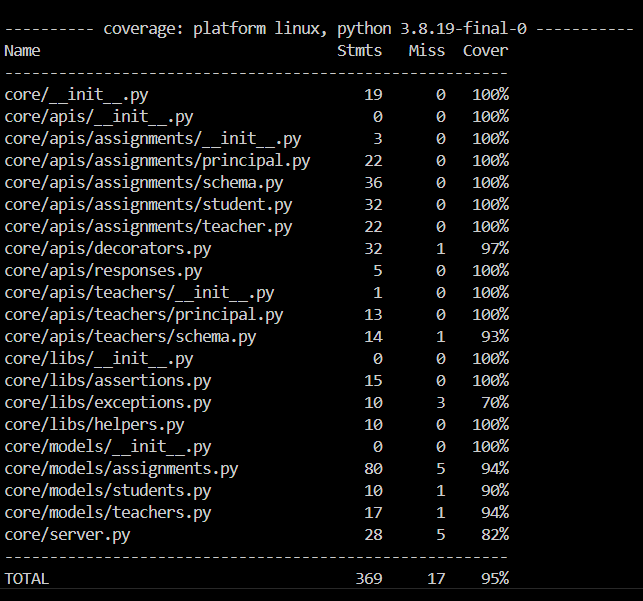 ---------- coverage: platform linux, python 3.8.19-final-0 -----------
Name                                 Stmts   Miss  Cover
--------------------------------------------------------
core/__init__.py                        19      0   100%
core/apis/__init__.py                    0      0   100%
core/apis/assignments/__init__.py        3      0   100%
core/apis/assignments/principal.py      22      0   100%
core/apis/assignments/schema.py         36      0   100%
core/apis/assignments/student.py        32      0   100%
core/apis/assignments/teacher.py        22      0   100%
core/apis/decorators.py                 32      1    97%
core/apis/responses.py                   5      0   100%
core/apis/teachers/__init__.py           1      0   100%
core/apis/teachers/principal.py         13      0   100%
core/apis/teachers/schema.py            14      1    93%
core/libs/__init__.py                    0      0   100%
core/libs/assertions.py                 15      0   100%
core/libs/exceptions.py                 10      3    70%
core/libs/helpers.py                    10      0   100%
core/models/__init__.py                  0      0   100%
core/models/assignments.py              80      5    94%
core/models/students.py                 10      1    90%
core/models/teachers.py                 17      1    94%
core/server.py                          28      5    82%
--------------------------------------------------------
TOTAL                                  369     17    95%